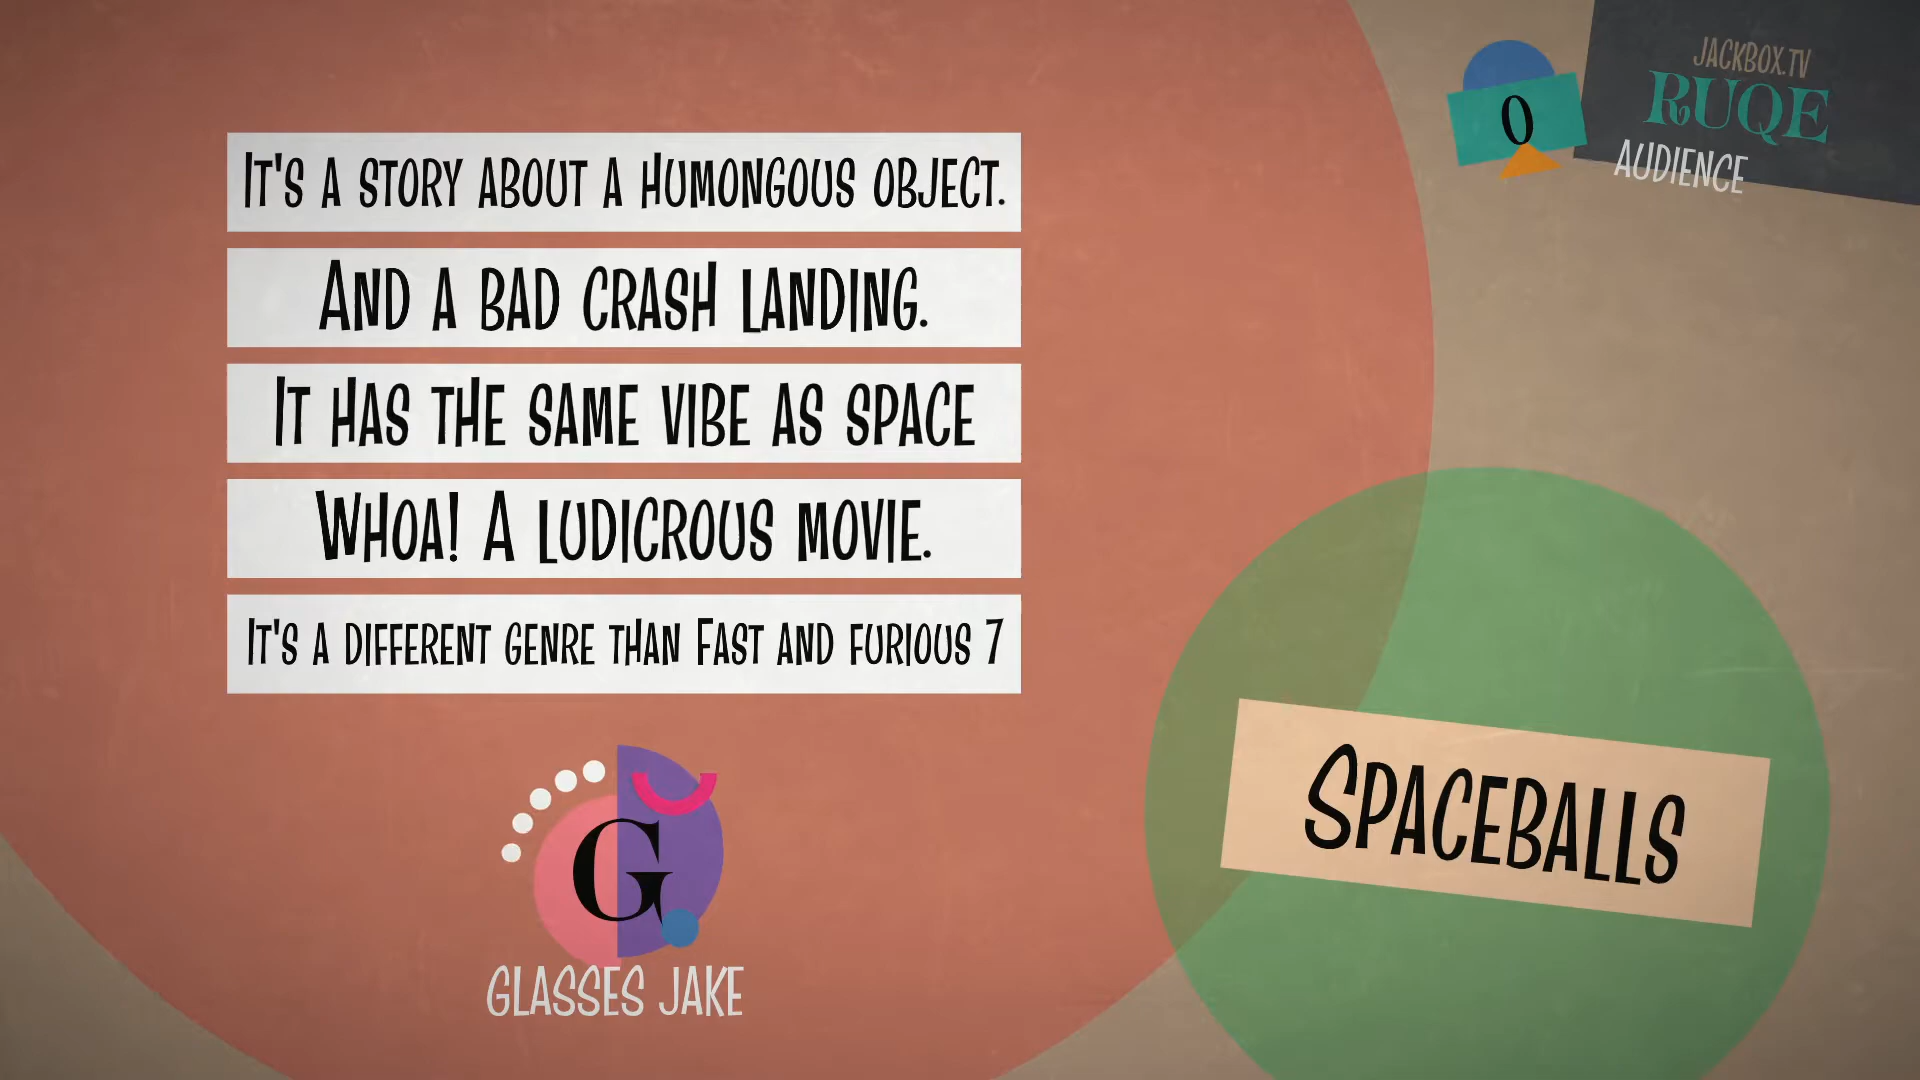 JACKBOX.TV
RUQE
0
AUDIENCE
It's a story about a humongous object.
And a bad crash landing.
It has the same vibe as space
Whoa! A ludicrous movie.
It's a different genre than Fast and furious 7
Spaceballs
G
GLASSES JAKE